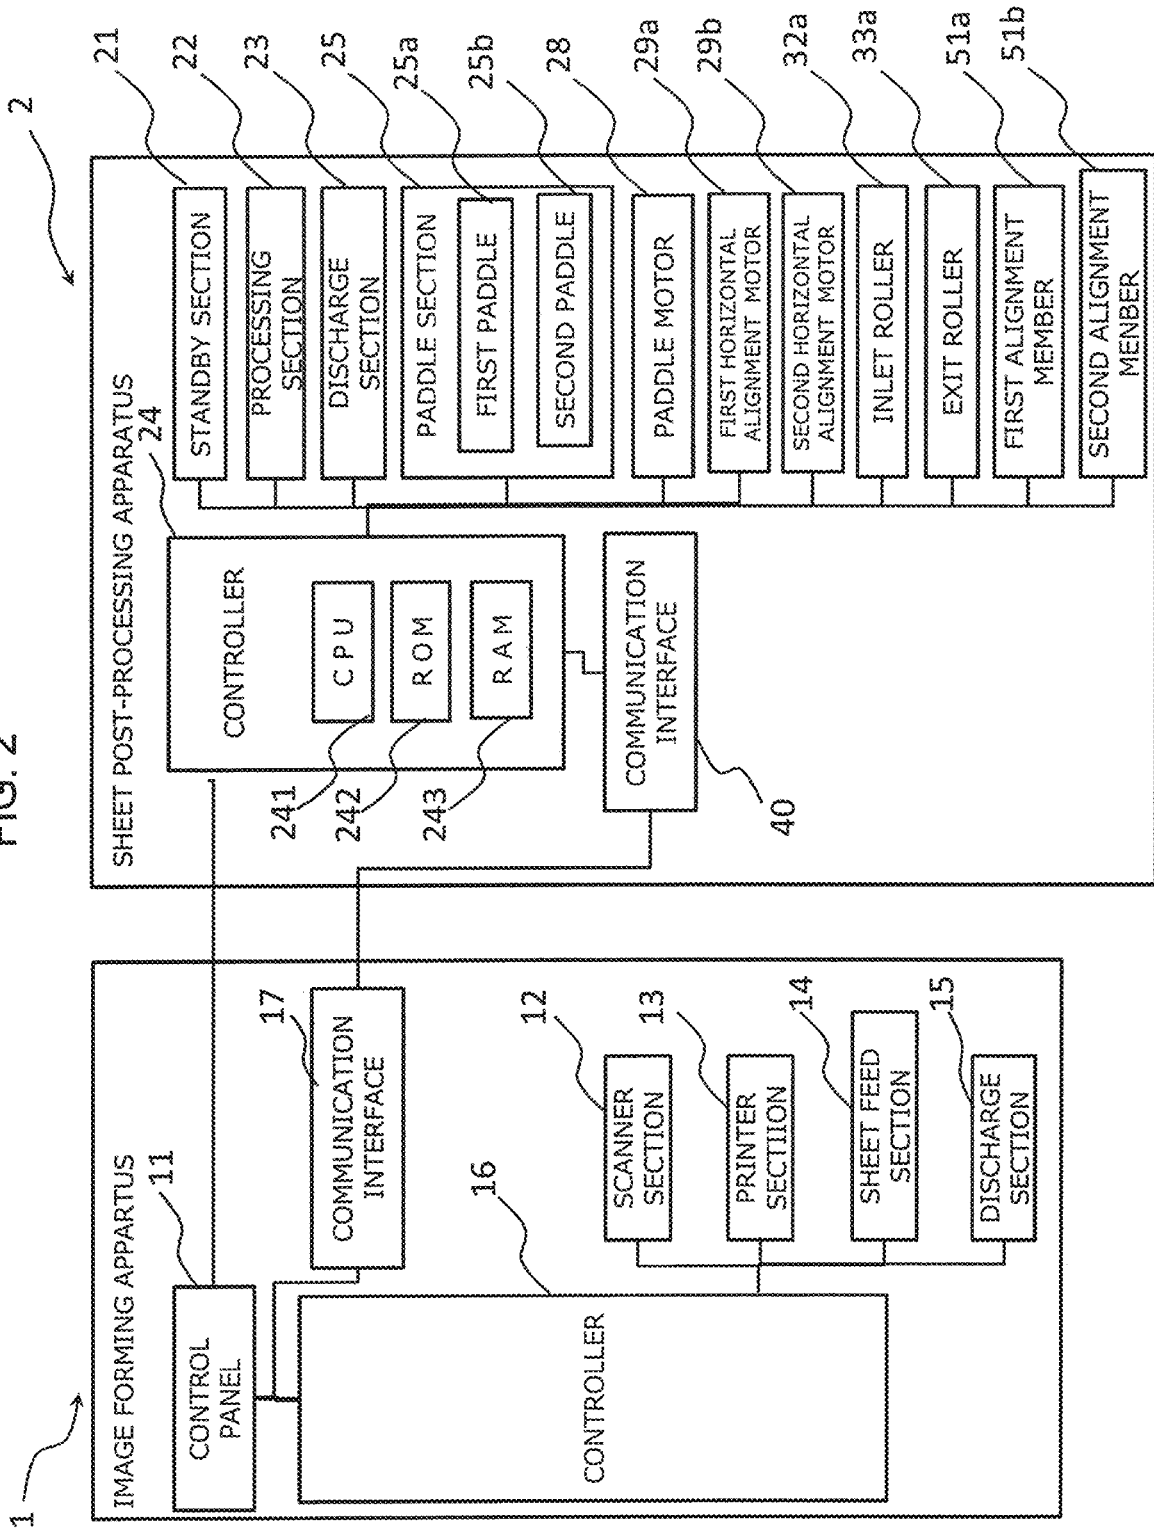 FIG. 2
1
IMAGE FORMING APPARTUS
11
CONTROL
PANEL
17
COMMUNICATION
INTERFACE
16
CONTROLLER
12
SCANNER
SECTION
13
PRINTER
SECTIION
14
SHEET FEED
SECTION
15
DISCHARGE
SECTION
2
SHEET POST-PROCESSING APPARATUS
24
CONTROLLER
241
CPU
242
ROM
243
RAM
COMMUNICATION
INTERFACE
40
21
STANDBY SECTION
22
PROCESSING
SECTION
23
DISCHARGE
SECTION
25
PADDLE SECTION
25a
FIRST PADDLE
25b
SECOND PADDLE
28
PADDLE MOTOR
29a
FIRST HORIZONTAL
ALIGNMENT MOTOR
29b
SECOND HORIZONTAL
ALIGNMENT MOTOR
32a
INLET ROLLER
33a
EXIT ROLLER
51a
FIRST ALIGNMENT
MEMBER
51b
SECOND ALIGNMENT
MENBER